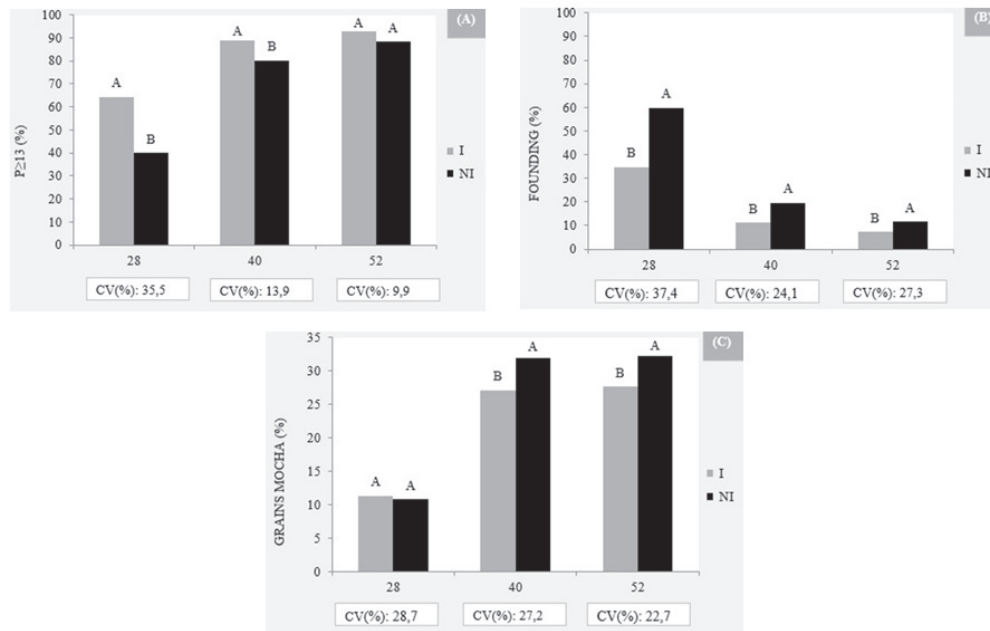 (A)
100
90
80
70
60
50
40
30
20
10
0
P≥13 (%)
A B
A B
A A
28 40 52
I
NI
CV(%): 35,5 CV(%): 13,9 CV(%): 9,9
(B)
100
90
80
70
60
50
40
30
20
10
0
FOUNDING (%)
B A
B A
B A
28 40 52
I
NI
CV(%): 37,4 CV(%): 24,1 CV(%): 27,3
(C)
35
30
25
20
15
10
5
0
GRAINS MOCHA (%)
A A
B A
B A
28 40 52
I
NI
CV(%): 28,7 CV(%): 27,2 CV(%): 22,7